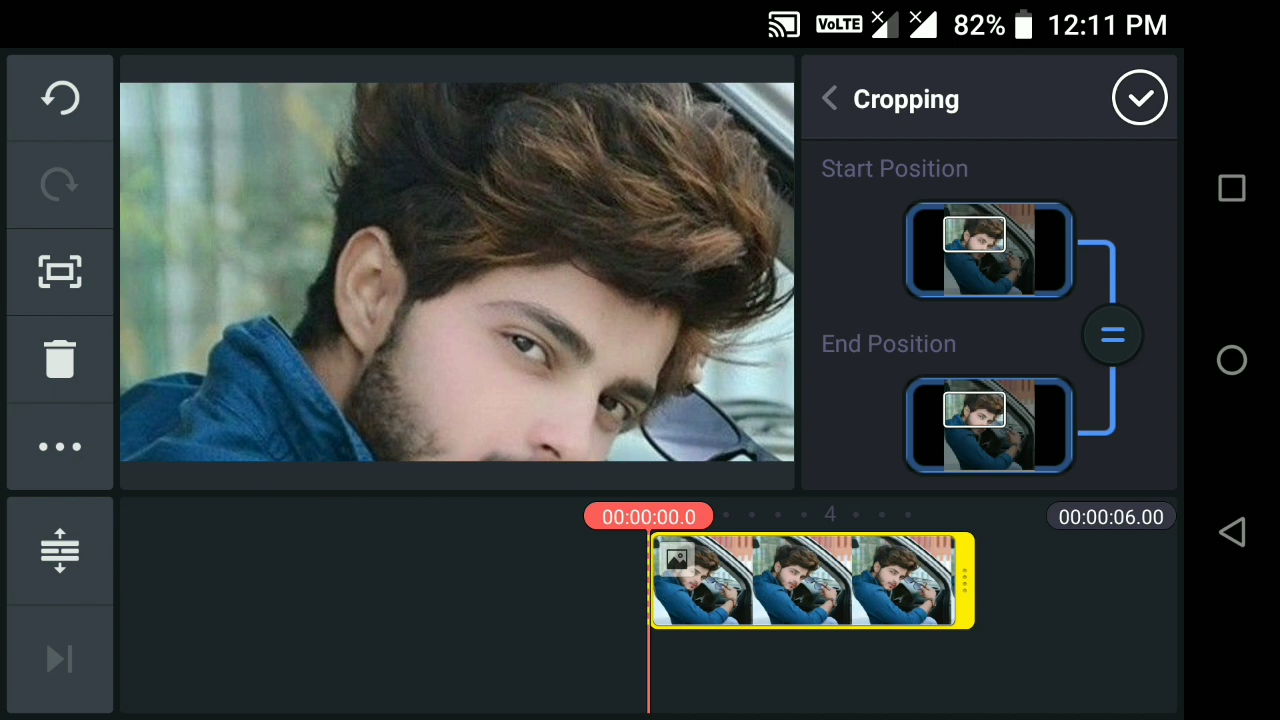 VoLTE 82% 12:11 PM
Cropping
Start Position
End Position
00:00:00.0 4 00:00:06.00